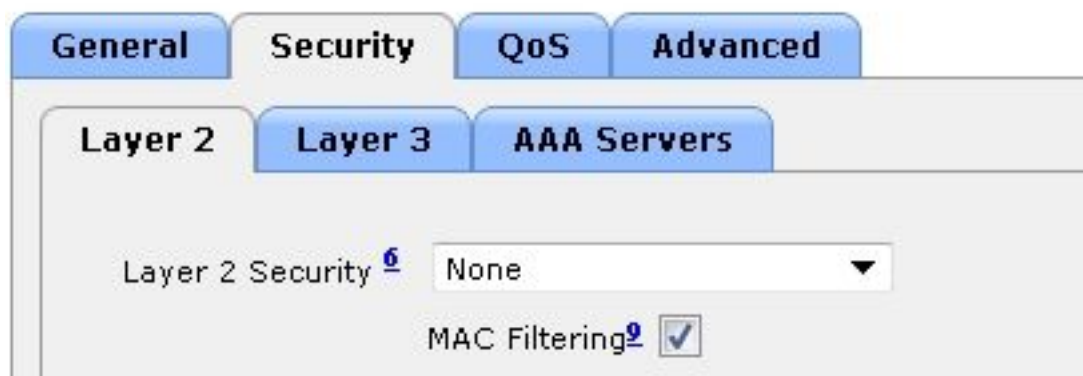 General Security QoS Advanced
Layer 2 Layer 3 AAA Servers
Layer 2 Security 6 None
MAC Filtering9